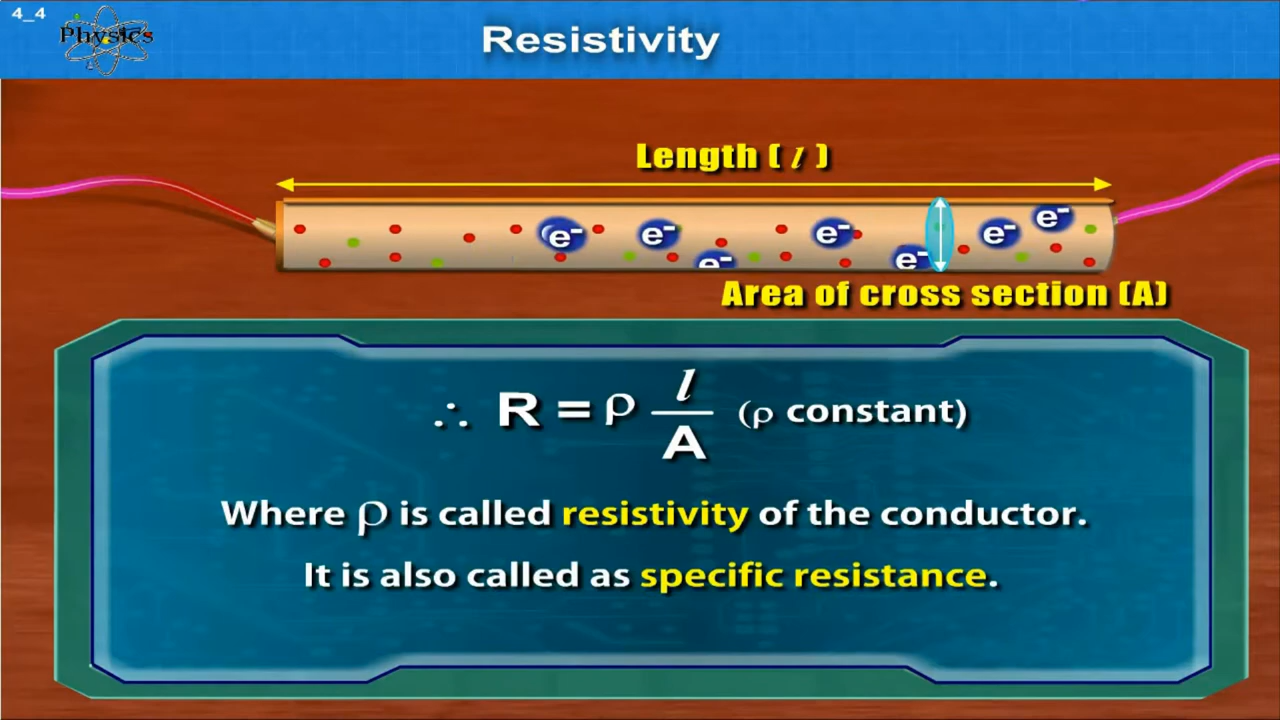 4_4
Physics
Resistivity
Length ( l )
e- e- e- e- e- e- e-
Area of cross section (A)
∴ R = ρ l / A (ρ constant)
Where ρ is called resistivity of the conductor.
It is also called as specific resistance.